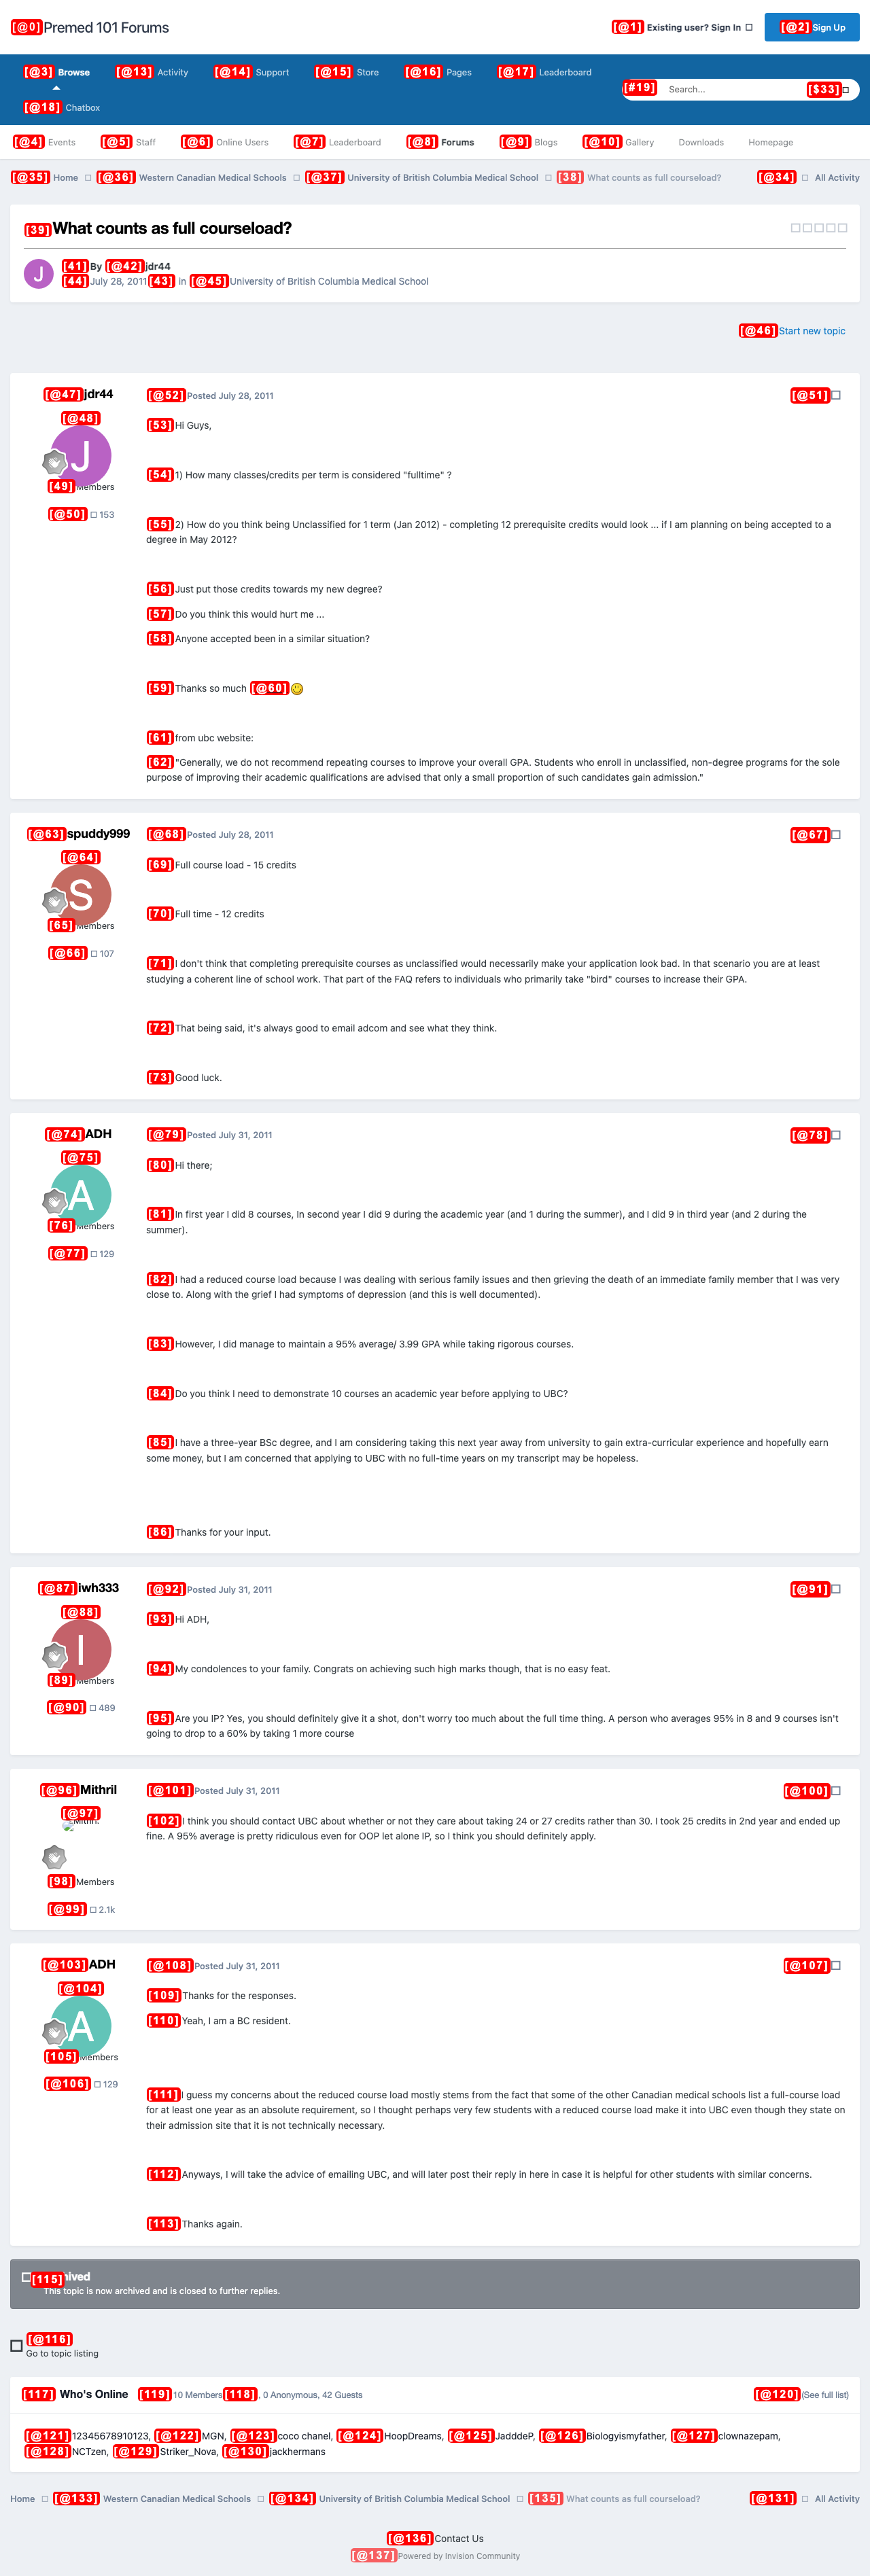 [@0] Premed 101 Forums
[@1] Existing user? Sign In
[@2] Sign Up
[@3] Browse [@13] Activity [@14] Support [@15] Store [@16] Pages [@17] Leaderboard
[#19] Search... [$33]
[@18] Chatbox
[@4] Events [@5] Staff [@6] Online Users [@7] Leaderboard [@8] Forums [@9] Blogs [@10] Gallery Downloads Homepage
[@35] Home [@36] Western Canadian Medical Schools [@37] University of British Columbia Medical School [38] What counts as full courseload? [@34] All Activity
[39] What counts as full courseload?
J
[41] By [@42] jdr44
[44] July 28, 2011 [43] in [@45] University of British Columbia Medical School
[@46] Start new topic
[@47] jdr44
[@48]
J
[49] Members
[@50] 153
[@52] Posted July 28, 2011 [@51]
[53] Hi Guys,
[54] 1) How many classes/credits per term is considered "fulltime" ?
[55] 2) How do you think being Unclassified for 1 term (Jan 2012) - completing 12 prerequisite credits would look ... if I am planning on being accepted to a
degree in May 2012?
[56] Just put those credits towards my new degree?
[57] Do you think this would hurt me ...
[58] Anyone accepted been in a similar situation?
[59] Thanks so much [@60]
[61] from ubc website:
[62] "Generally, we do not recommend repeating courses to improve your overall GPA. Students who enroll in unclassified, non-degree programs for the sole
purpose of improving their academic qualifications are advised that only a small proportion of such candidates gain admission."
[@63] spuddy999
[@64]
S
[65] Members
[@66] 107
[@68] Posted July 28, 2011 [@67]
[69] Full course load - 15 credits
[70] Full time - 12 credits
[71] I don't think that completing prerequisite courses as unclassified would necessarily make your application look bad. In that scenario you are at least
studying a coherent line of school work. That part of the FAQ refers to individuals who primarily take "bird" courses to increase their GPA.
[72] That being said, it's always good to email adcom and see what they think.
[73] Good luck.
[@74] ADH
[@75]
A
[76] Members
[@77] 129
[@79] Posted July 31, 2011 [@78]
[80] Hi there;
[81] In first year I did 8 courses, In second year I did 9 during the academic year (and 1 during the summer), and I did 9 in third year (and 2 during the
summer).
[82] I had a reduced course load because I was dealing with serious family issues and then grieving the death of an immediate family member that I was very
close to. Along with the grief I had symptoms of depression (and this is well documented).
[83] However, I did manage to maintain a 95% average/ 3.99 GPA while taking rigorous courses.
[84] Do you think I need to demonstrate 10 courses an academic year before applying to UBC?
[85] I have a three-year BSc degree, and I am considering taking this next year away from university to gain extra-curricular experience and hopefully earn
some money, but I am concerned that applying to UBC with no full-time years on my transcript may be hopeless.
[86] Thanks for your input.
[@87] iwh333
[@88]
I
[89] Members
[@90] 489
[@92] Posted July 31, 2011 [@91]
[93] Hi ADH,
[94] My condolences to your family. Congrats on achieving such high marks though, that is no easy feat.
[95] Are you IP? Yes, you should definitely give it a shot, don't worry too much about the full time thing. A person who averages 95% in 8 and 9 courses isn't
going to drop to a 60% by taking 1 more course
[@96] Mithril
[@97]
[98] Members
[@99] 2.1k
[@101] Posted July 31, 2011 [@100]
[102] I think you should contact UBC about whether or not they care about taking 24 or 27 credits rather than 30. I took 25 credits in 2nd year and ended up
fine. A 95% average is pretty ridiculous even for OOP let alone IP, so I think you should definitely apply.
[@103] ADH
[@104]
A
[105] Members
[@106] 129
[@108] Posted July 31, 2011 [@107]
[109] Thanks for the responses.
[110] Yeah, I am a BC resident.
[111] I guess my concerns about the reduced course load mostly stems from the fact that some of the other Canadian medical schools list a full-course load
for at least one year as an absolute requirement, so I thought perhaps very few students with a reduced course load make it into UBC even though they state on
their admission site that it is not technically necessary.
[112] Anyways, I will take the advice of emailing UBC, and will later post their reply in here in case it is helpful for other students with similar concerns.
[113] Thanks again.
[115]
This topic is now archived and is closed to further replies.
[@116]
Go to topic listing
[117] Who's Online [119] 10 Members [118], 0 Anonymous, 42 Guests [@120] (See full list)
[@121] 12345678910123, [@122] MGN, [@123] coco chanel, [@124] HoopDreams, [@125] JadddeP, [@126] Biologyismyfather, [@127] clownazepam,
[@128] NCTzen, [@129] Striker_Nova, [@130] jackhermans
Home [@133] Western Canadian Medical Schools [@134] University of British Columbia Medical School [135] What counts as full courseload? [@131] All Activity
[@136] Contact Us
[@137] Powered by Invision Community